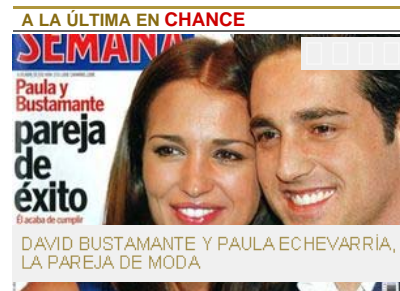 A LA ÚLTIMA EN CHANCE
SEMANA
Paula y
Bustamante
pareja
de
éxito
Él acaba de cumplir
DAVID BUSTAMANTE Y PAULA ECHEVARRÍA,
LA PAREJA DE MODA